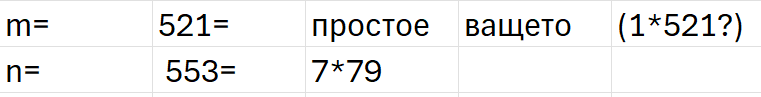 m= 521= простое ващето (1*521?)
n= 553= 7*79